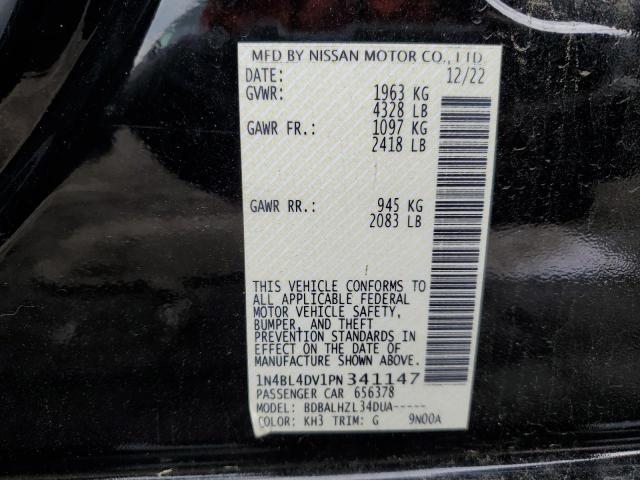 MFD BY NISSAN MOTOR CO., LTD
DATE: 12/22
GVWR: 1963 KG
4328 LB
GAWR FR.: 1097 KG
2418 LB
GAWR RR.: 945 KG
2083 LB
THIS VEHICLE CONFORMS TO
ALL APPLICABLE FEDERAL
MOTOR VEHICLE SAFETY,
BUMPER, AND THEFT
PREVENTION STANDARDS IN
EFFECT ON THE DATE OF
MANUFACTURE SHOWN ABOVE.
1N4BL4DV1PN341147
PASSENGER CAR 656378
MODEL: BDBALHZL34DUA-----
COLOR: KH3 TRIM: G 9N00A